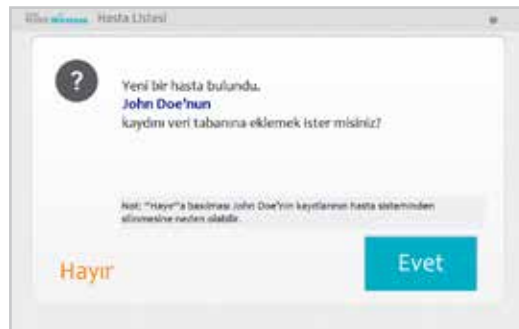 Hasta Listesi
?
Yeni bir hasta bulundu.
John Doe'nun
kaydını veri tabanına eklemek ister misiniz?
Not: "Hayır"a basılması John Doe'nin kayıtlarının hasta sisteminden
silinmesine neden olabilir.
Hayır
Evet